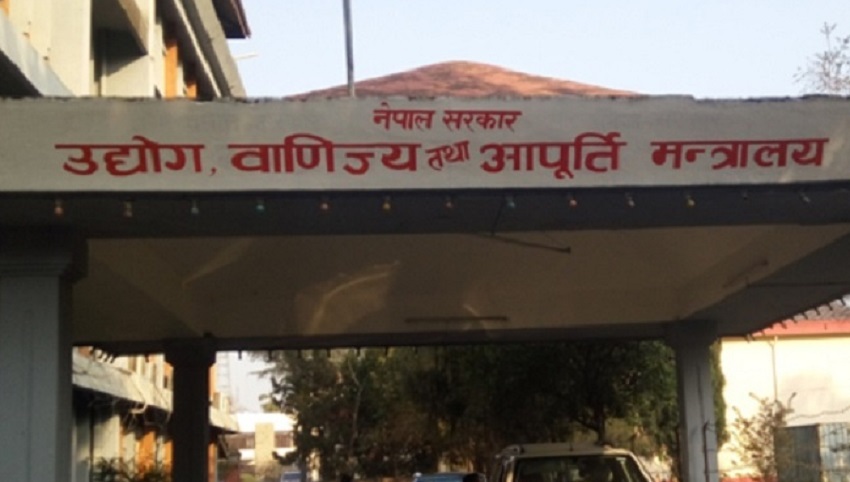 नेपाल सरकार
उद्योग, वाणिज्य तथा आपूर्ति मन्त्रालय